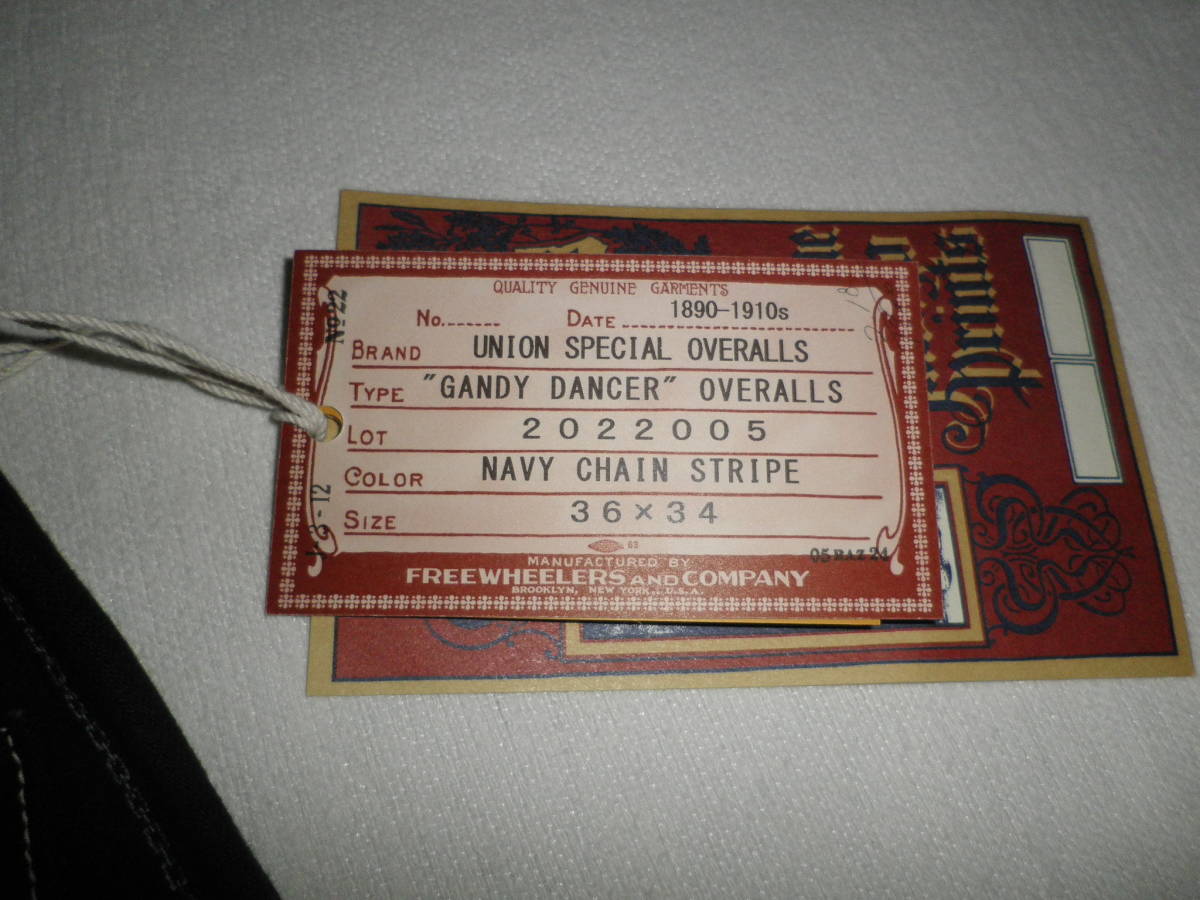 QUALITY GENUINE GARMENTS
No........ DATE 1890-1910s
BRAND UNION SPECIAL OVERALLS
TYPE "GANDY DANCER" OVERALLS
LOT 2022005
COLOR NAVY CHAIN STRIPE
SIZE 36×34
MANUFACTURED BY
FREEWHEELERS AND COMPANY
BROOKLYN, NEW YORK, U.S.A.
No 22